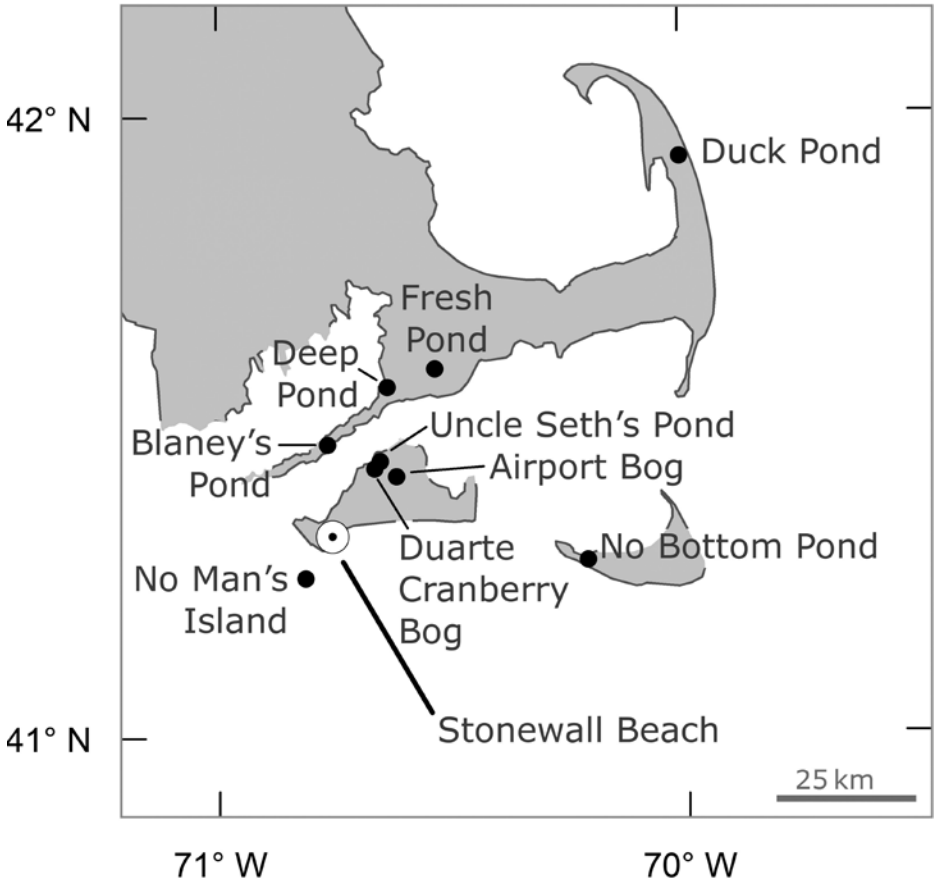 42° N
Duck Pond
Fresh
Pond
Deep
Pond
Uncle Seth’s Pond
Blaney’s
Pond
Airport Bog
Duarte
Cranberry
Bog
No Bottom Pond
No Man’s
Island
Stonewall Beach
41° N
25 km
71° W
70° W